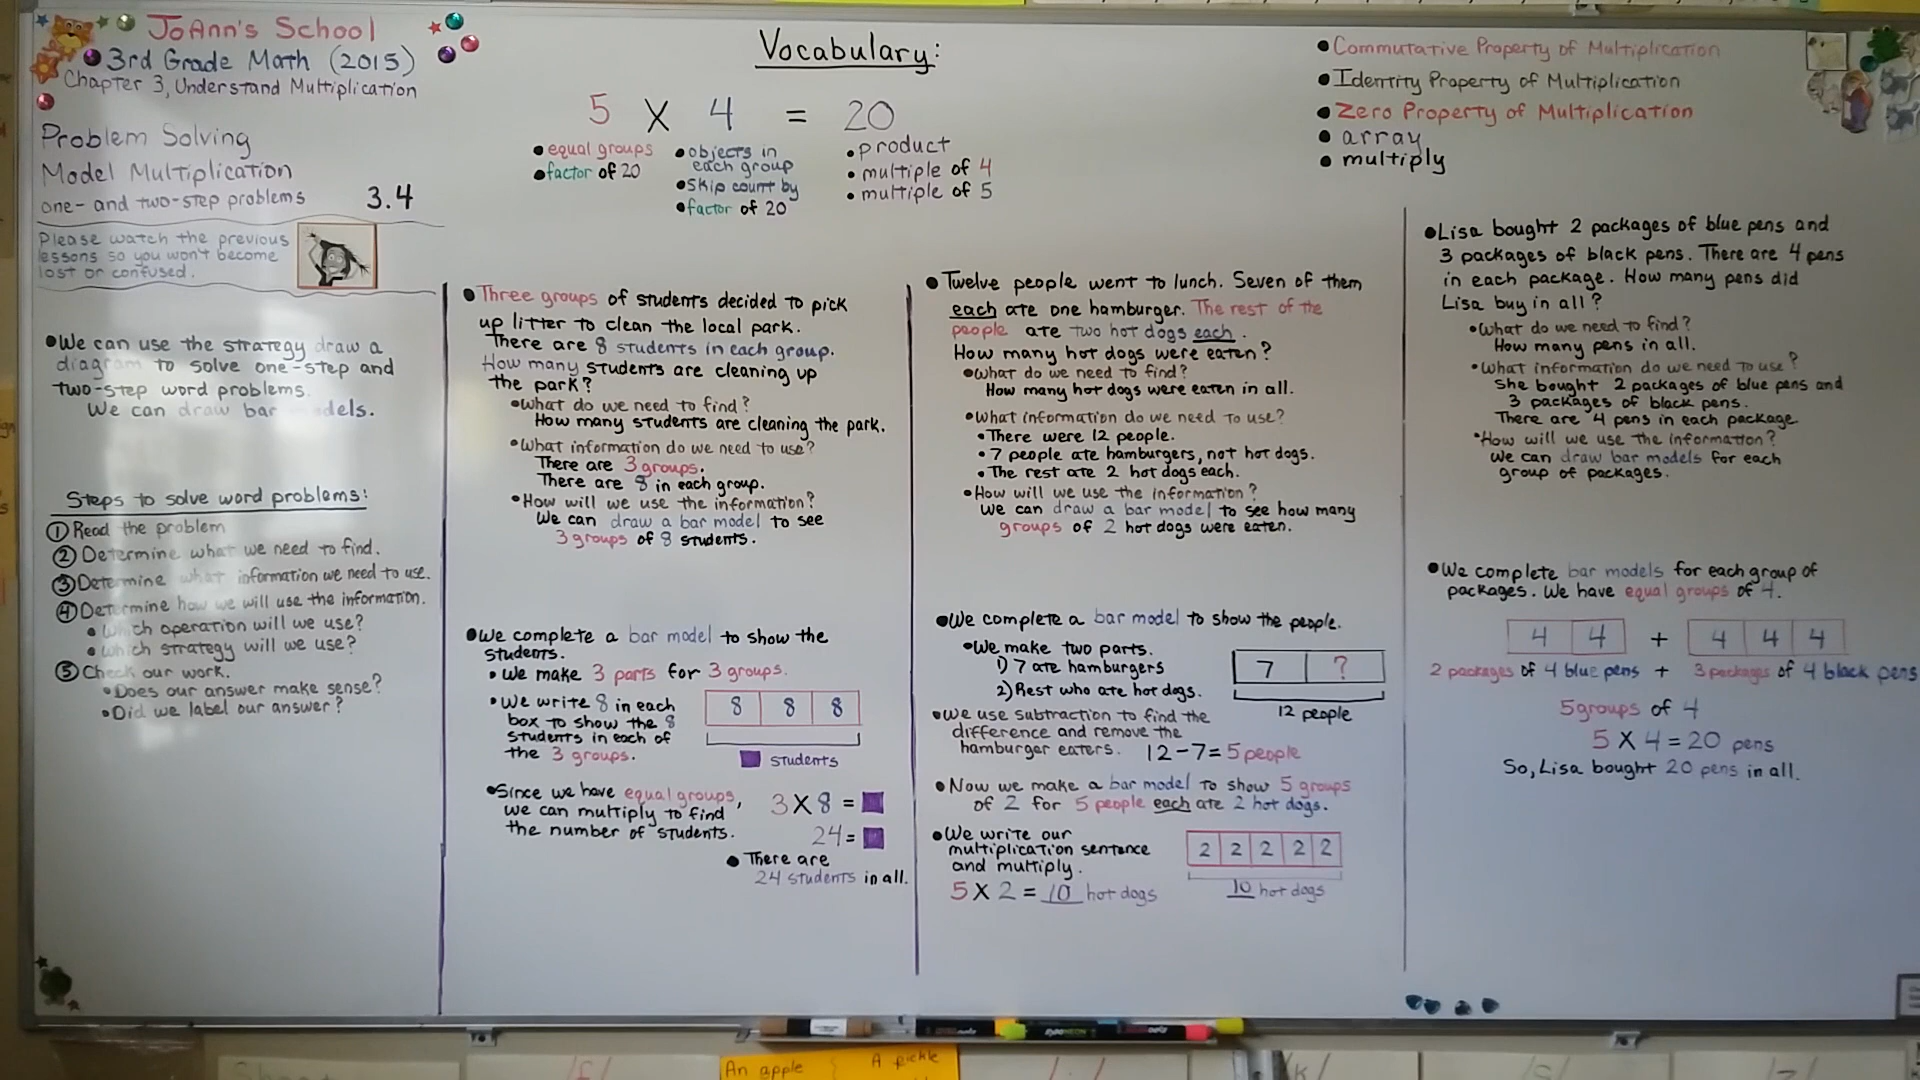 JoAnn's School
3rd Grade Math (2015)
Chapter 3, Understand Multiplication
Problem Solving
Model Multiplication
one- and two-step problems
3.4
Please watch the previous
lessons so you won't become
lost or confused.
• We can use the strategy draw a
diagram to solve one-step and
two-step word problems.
We can draw bar models.
Steps to solve word problems:
① Read the problem
② Determine what we need to find.
③ Determine what information we need to use.
④ Determine how we will use the information.
• Which operation will we use?
• Which strategy will we use?
⑤ Check our work.
• Does our answer make sense?
• Did we label our answer?
Vocabulary:
5 X 4 = 20
• equal groups
• factor of 20
• objects in
each group
• skip count by
• factor of 20
• product
• multiple of 4
• multiple of 5
• Commutative Property of Multiplication
• Identity Property of Multiplication
• Zero Property of Multiplication
• array
• multiply
• Three groups of students decided to pick
up litter to clean the local park.
There are 8 students in each group.
How many students are cleaning up
the park?
• What do we need to find?
How many students are cleaning the park.
• What information do we need to use?
There are 3 groups.
There are 8 in each group.
• How will we use the information?
We can draw a bar model to see
3 groups of 8 students.
• We complete a bar model to show the
students.
• We make 3 parts for 3 groups.
• We write 8 in each
box to show the 8
students in each of
the 3 groups.
8 8 8
students
• Since we have equal groups,
we can multiply to find
the number of students.
3 X 8 =
24 =
• There are
24 students in all.
• Twelve people went to lunch. Seven of them
each ate one hamburger. The rest of the
people ate two hot dogs each.
How many hot dogs were eaten?
• What do we need to find?
How many hot dogs were eaten in all.
• What information do we need to use?
• There were 12 people.
• 7 people ate hamburgers, not hot dogs.
• The rest ate 2 hot dogs each.
• How will we use the information?
We can draw a bar model to see how many
groups of 2 hot dogs were eaten.
• We complete a bar model to show the people.
• We make two parts.
1) 7 ate hamburgers
2) Rest who ate hot dogs.
7 ?
12 people
• We use subtraction to find the
difference and remove the
hamburger eaters. 12 - 7 = 5 people
• Now we make a bar model to show 5 groups
of 2 for 5 people each ate 2 hot dogs.
• We write our
multiplication sentence
and multiply.
5 X 2 = 10 hot dogs
2 2 2 2 2
10 hot dogs
• Lisa bought 2 packages of blue pens and
3 packages of black pens. There are 4 pens
in each package. How many pens did
Lisa buy in all?
• What do we need to find?
How many pens in all.
• What information do we need to use?
She bought 2 packages of blue pens and
3 packages of black pens.
There are 4 pens in each package
• How will we use the information?
We can draw bar models for each
group of packages.
• We complete bar models for each group of
packages. We have equal groups of 4.
4 4 + 4 4 4
2 packages of 4 blue pens + 3 packages of 4 black pens
5 groups of 4
5 X 4 = 20 pens
So, Lisa bought 20 pens in all.
An apple
A pickle